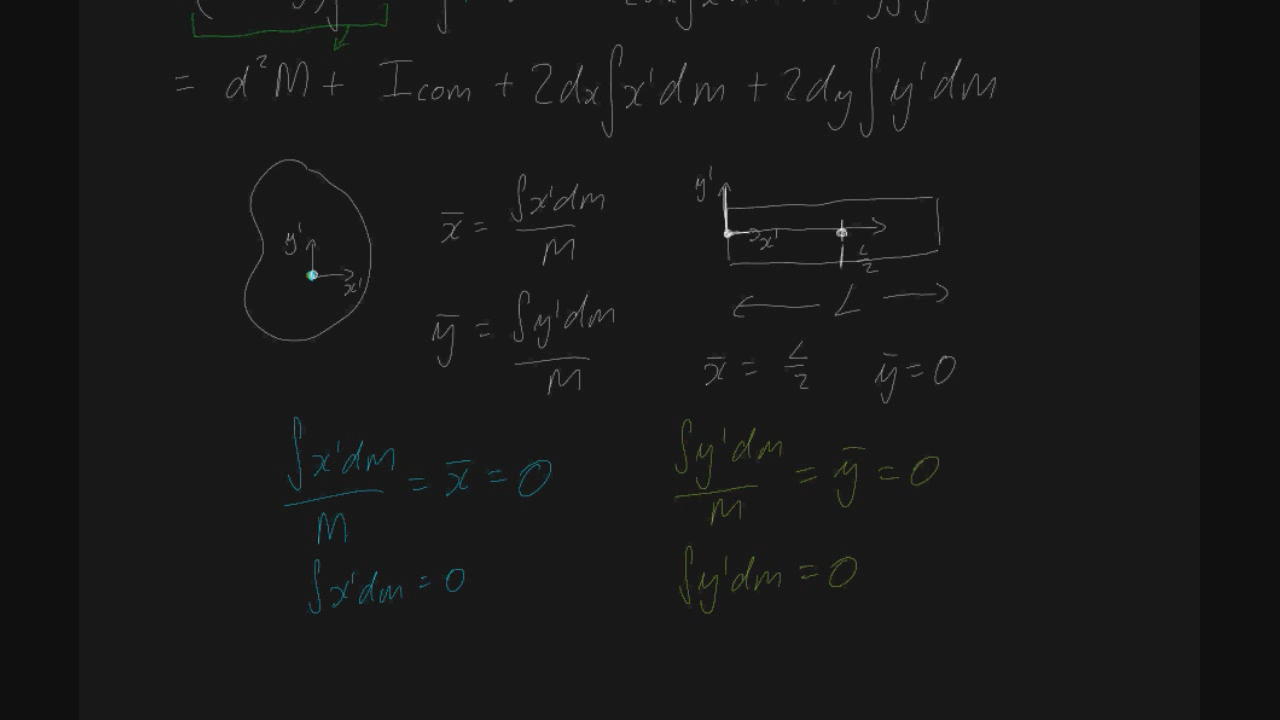 = d²M + Icom + 2dx∫x'dm + 2dy∫y'dm
y'
x'
x̄ = ∫x'dm / M
ȳ = ∫y'dm / M
y'
x'
L/2
L
x̄ = L/2 ȳ = 0
∫x'dm / M = x̄ = 0
∫x'dm = 0
∫y'dm / M = ȳ = 0
∫y'dm = 0